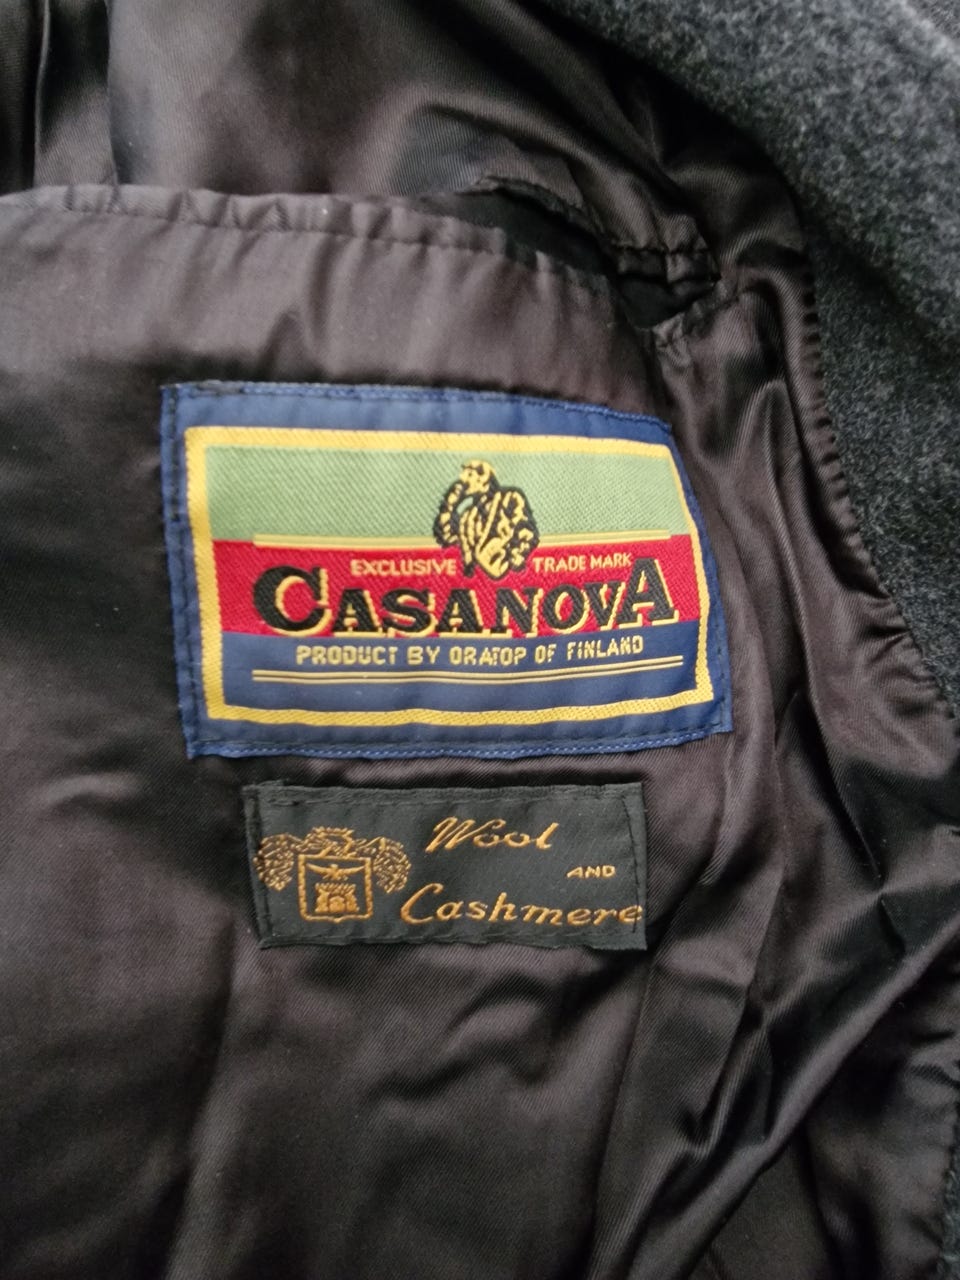 EXCLUSIVE TRADE MARK
CASANOVA
PRODUCT BY ORATOP OF FINLAND
Wool
AND
Cashmere